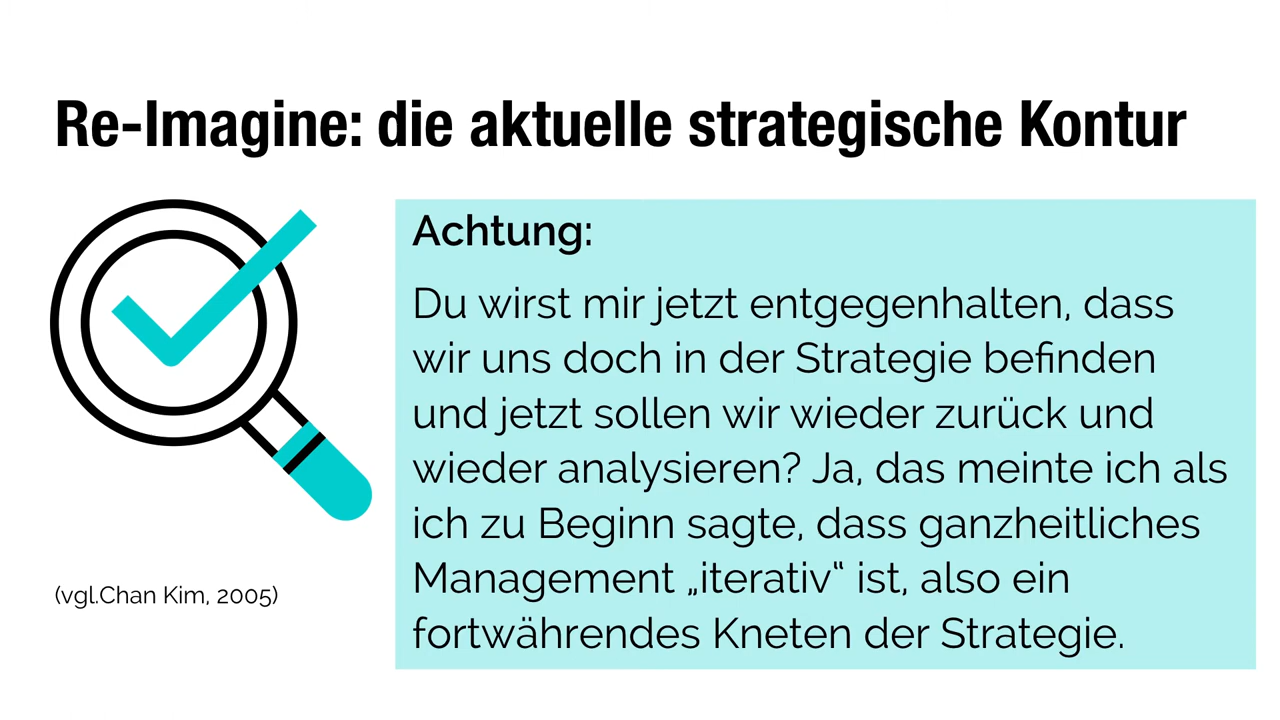 Re-Imagine: die aktuelle strategische Kontur
Achtung:
Du wirst mir jetzt entgegenhalten, dass
wir uns doch in der Strategie befinden
und jetzt sollen wir wieder zurück und
wieder analysieren? Ja, das meinte ich als
ich zu Beginn sagte, dass ganzheitliches
Management „iterativ“ ist, also ein
fortwährendes Kneten der Strategie.
(vgl.Chan Kim, 2005)